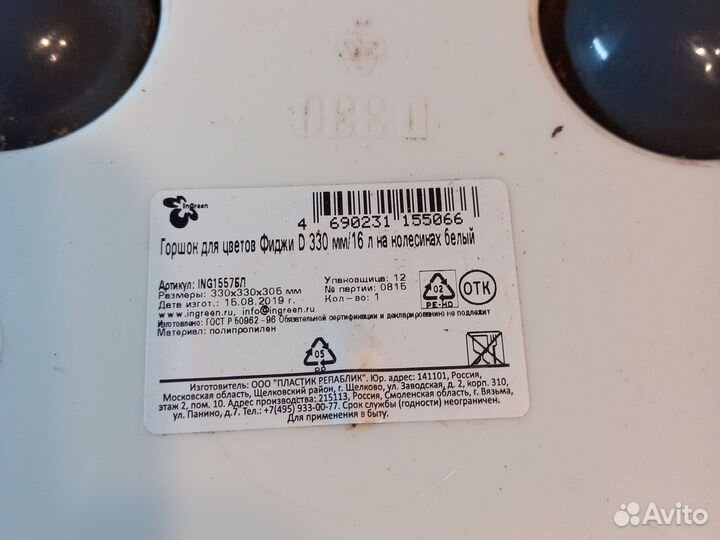 D 330
InGreen
4 690231 155066
Горшок для цветов Фиджи D 330 мм/16 л на колесиках белый
Артикул: ING1557БЛ
Размеры: 330x330x305 мм
Дата изгот.: 15.08.2019 г.
www.ingreen.ru, info@ingreen.ru
Упаковщица: 12
№ партии: 0815
Кол-во: 1
02
PE-HD
ОТК
Изготовлено: ГОСТ Р 50962-96 Обязательной сертификации и декларированию не подлежит
Материал: полипропилен
05
PP
Изготовитель: ООО "ПЛАСТИК РЕПАБЛИК". Юр. адрес: 141101, Россия,
Московская область, Щелковский район, г. Щелково, ул. Заводская, д. 2, корп. 310,
этаж 2, пом. 10. Адрес производства: 215113, Россия, Смоленская область, г. Вязьма,
ул. Панино, д.7. Тел.: +7(495) 933-00-77. Срок службы (годности) неограничен.
Для применения в быту.
Avito